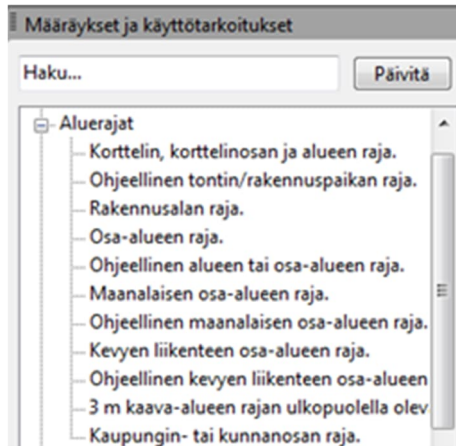 Määräykset ja käyttötarkoitukset
Haku...
Päivitä
Aluerajat
Korttelin, korttelinosan ja alueen raja.
Ohjeellinen tontin/rakennuspaikan raja.
Rakennusalan raja.
Osa-alueen raja.
Ohjeellinen alueen tai osa-alueen raja.
Maanalaisen osa-alueen raja.
Ohjeellinen maanalaisen osa-alueen raja.
Kevyen liikenteen osa-alueen raja.
Ohjeellinen kevyen liikenteen osa-alueen
3 m kaava-alueen rajan ulkopuolella olev
Kaupungin- tai kunnanosan raja.